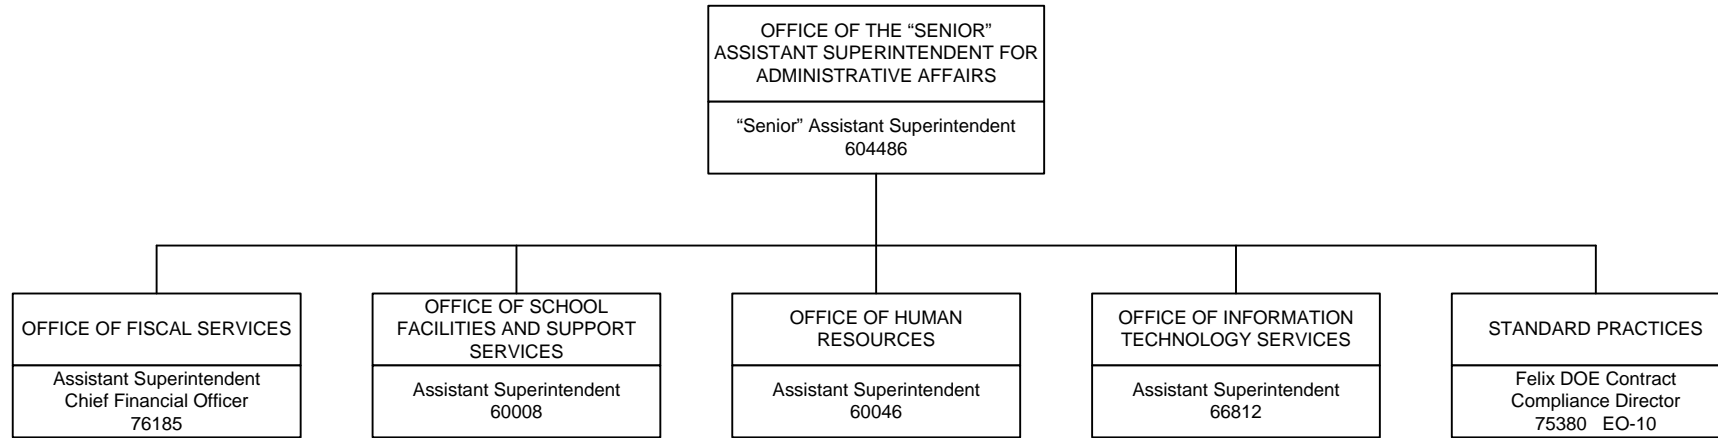 OFFICE OF THE “SENIOR”
ASSISTANT SUPERINTENDENT FOR
ADMINISTRATIVE AFFAIRS
“Senior” Assistant Superintendent
604486
OFFICE OF FISCAL SERVICES
Assistant Superintendent
Chief Financial Officer
76185
OFFICE OF SCHOOL
FACILITIES AND SUPPORT
SERVICES
Assistant Superintendent
60008
OFFICE OF HUMAN
RESOURCES
Assistant Superintendent
60046
OFFICE OF INFORMATION
TECHNOLOGY SERVICES
Assistant Superintendent
66812
STANDARD PRACTICES
Felix DOE Contract
Compliance Director
75380 EO-10